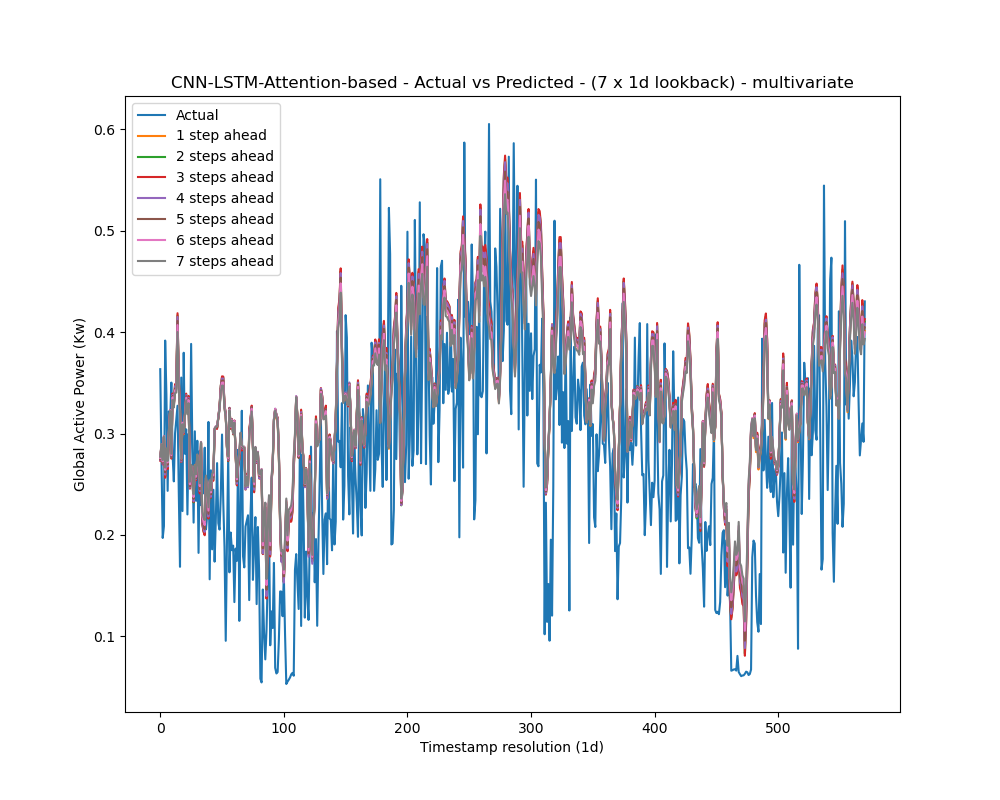 CNN-LSTM-Attention-based - Actual vs Predicted - (7 x 1d lookback) - multivariate
Actual
1 step ahead
2 steps ahead
3 steps ahead
4 steps ahead
5 steps ahead
6 steps ahead
7 steps ahead
Global Active Power (Kw)
0.6
0.5
0.4
0.3
0.2
0.1
0 100 200 300 400 500
Timestamp resolution (1d)